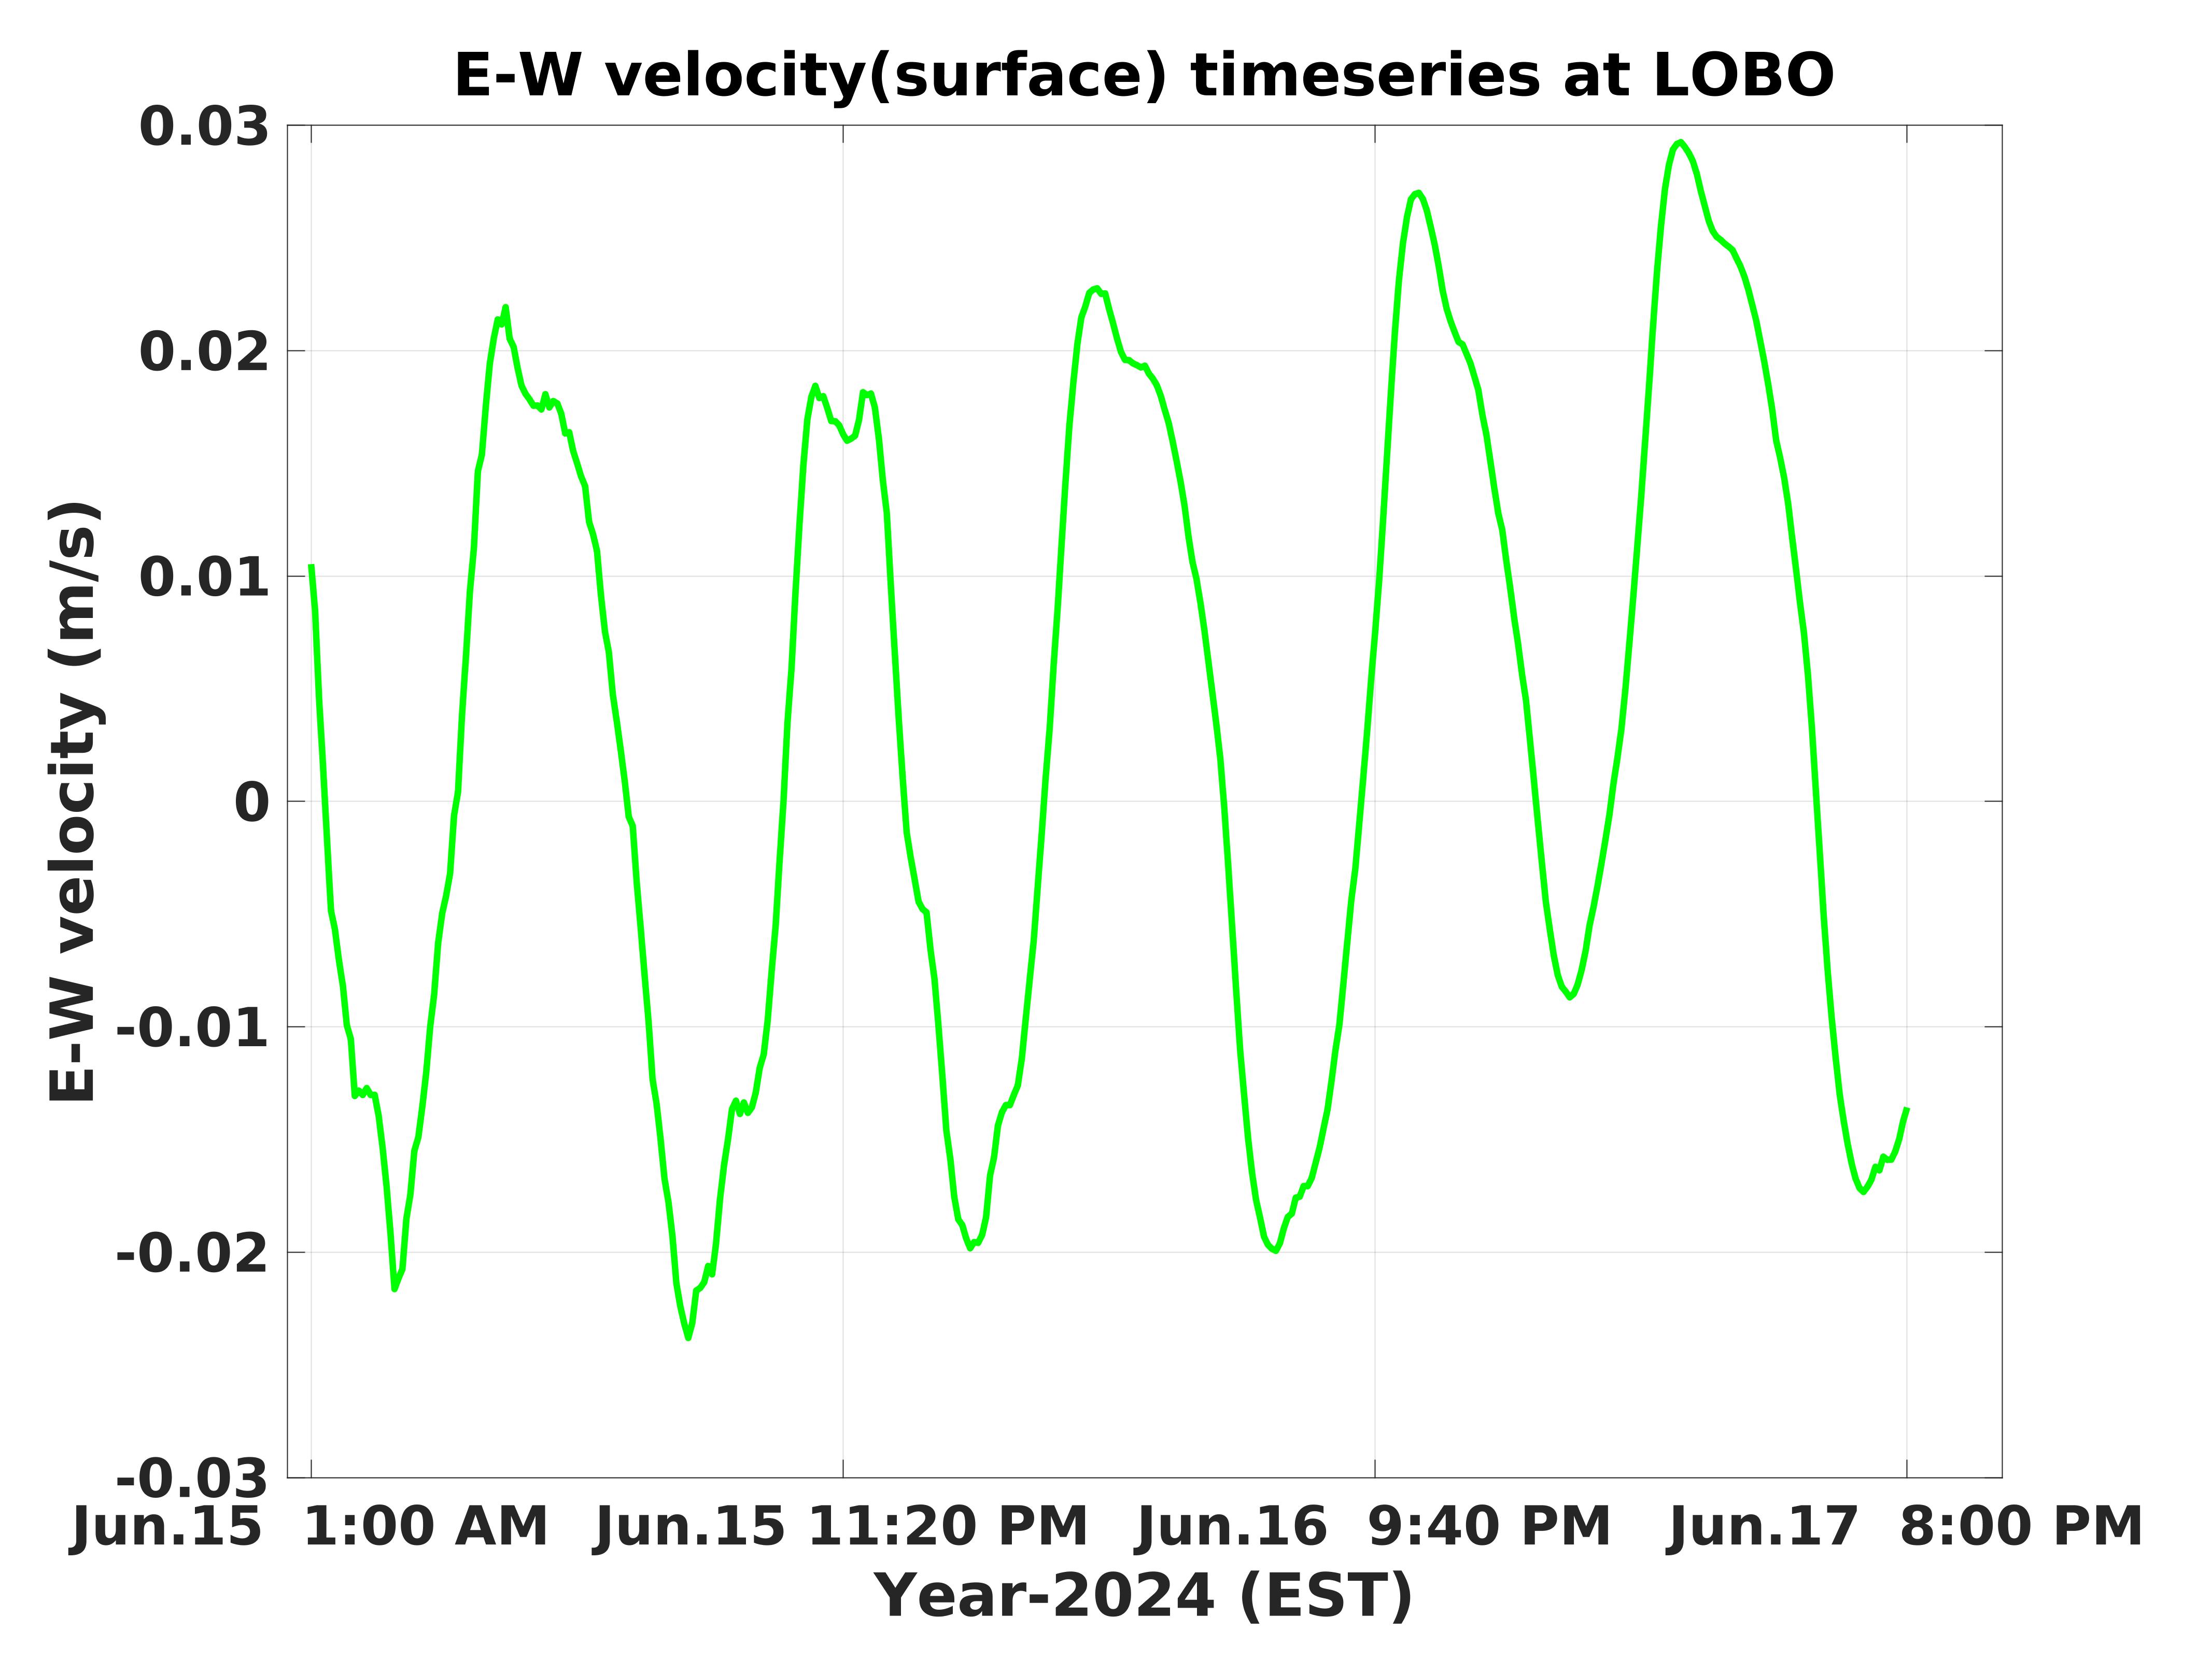 E-W velocity(surface) timeseries at LOBO
E-W velocity (m/s)
0.03
0.02
0.01
0
-0.01
-0.02
-0.03
Jun.15 1:00 AM Jun.15 11:20 PM Jun.16 9:40 PM Jun.17 8:00 PM
Year-2024 (EST)